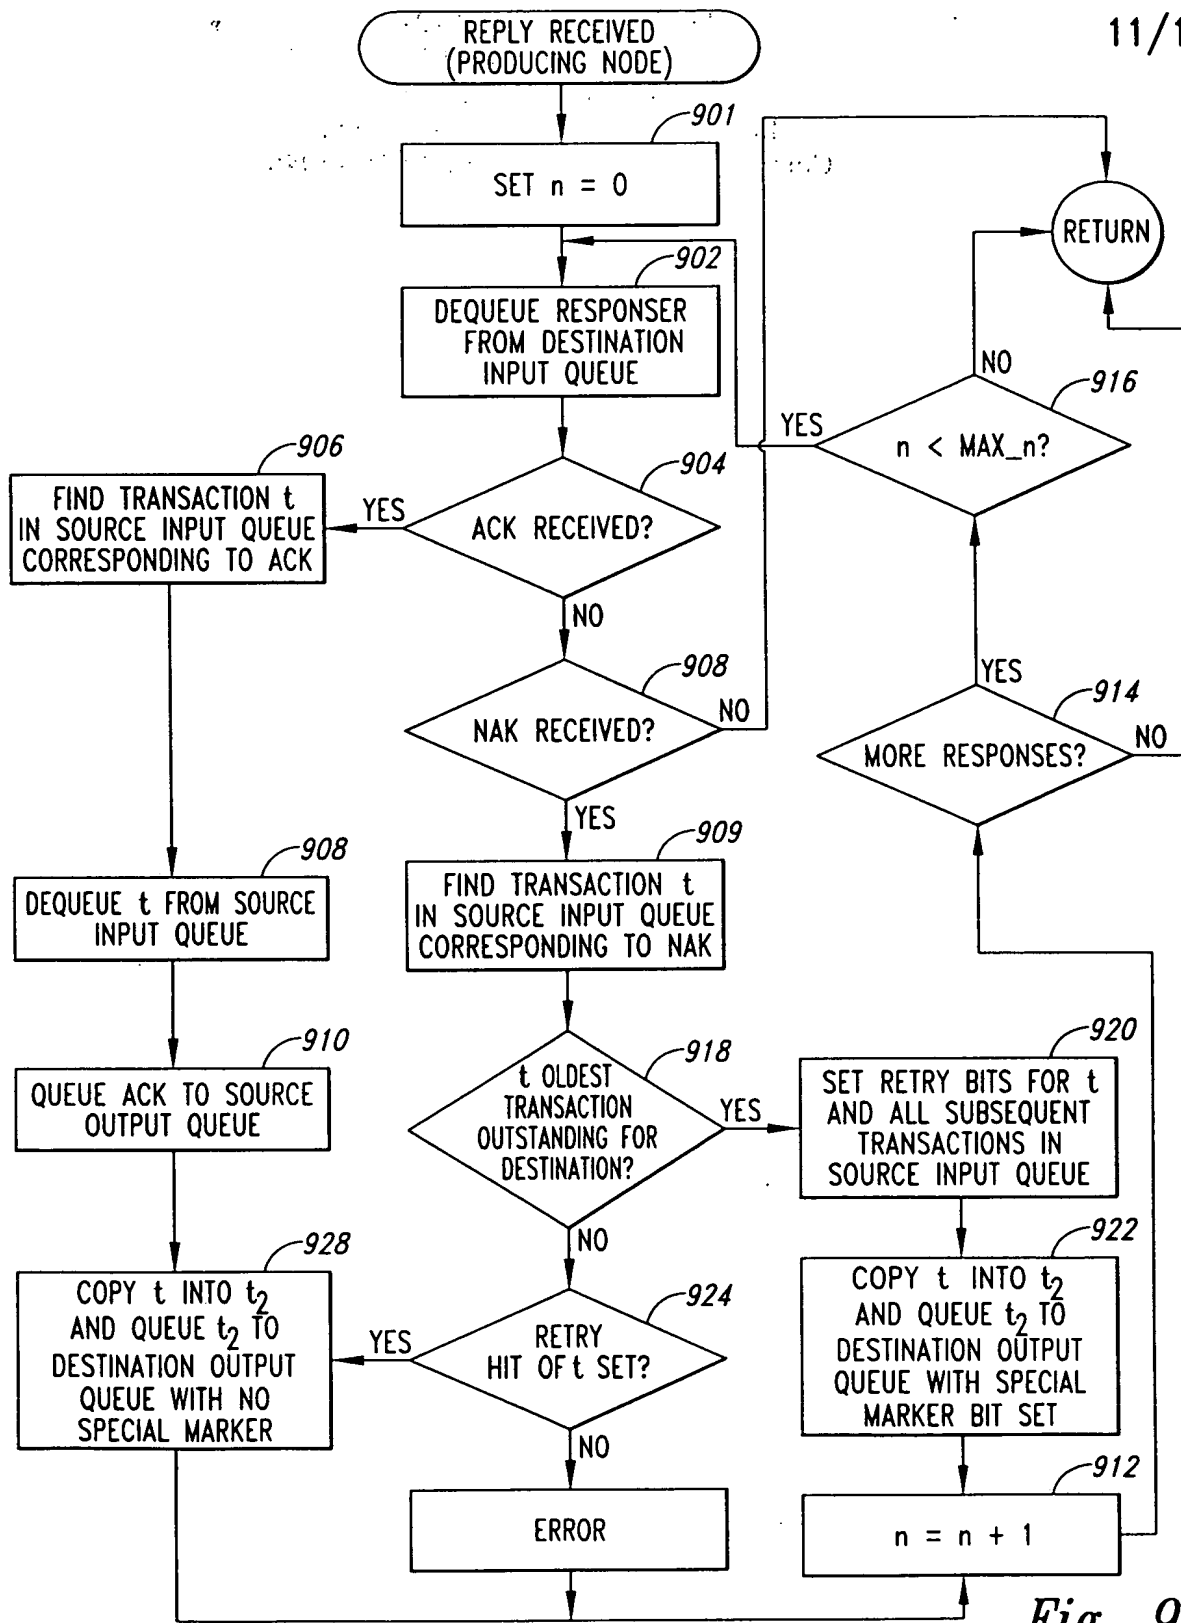 11/1
REPLY RECEIVED
(PRODUCING NODE)
901
SET n = 0
902
DEQUEUE RESPONSER
FROM DESTINATION
INPUT QUEUE
RETURN
NO
916
YES
n < MAX_n?
906
FIND TRANSACTION t
IN SOURCE INPUT QUEUE
CORRESPONDING TO ACK
YES
904
ACK RECEIVED?
NO
908
NAK RECEIVED?
NO
YES
YES
914
MORE RESPONSES?
NO
908
DEQUEUE t FROM SOURCE
INPUT QUEUE
909
FIND TRANSACTION t
IN SOURCE INPUT QUEUE
CORRESPONDING TO NAK
910
QUEUE ACK TO SOURCE
OUTPUT QUEUE
918
t OLDEST
TRANSACTION
OUTSTANDING FOR
DESTINATION?
YES
NO
920
SET RETRY BITS FOR t
AND ALL SUBSEQUENT
TRANSACTIONS IN
SOURCE INPUT QUEUE
928
COPY t INTO t2
AND QUEUE t2 TO
DESTINATION OUTPUT
QUEUE WITH NO
SPECIAL MARKER
YES
924
RETRY
HIT OF t SET?
NO
922
COPY t INTO t2
AND QUEUE t2 TO
DESTINATION OUTPUT
QUEUE WITH SPECIAL
MARKER BIT SET
ERROR
912
n = n + 1
Fig. 9